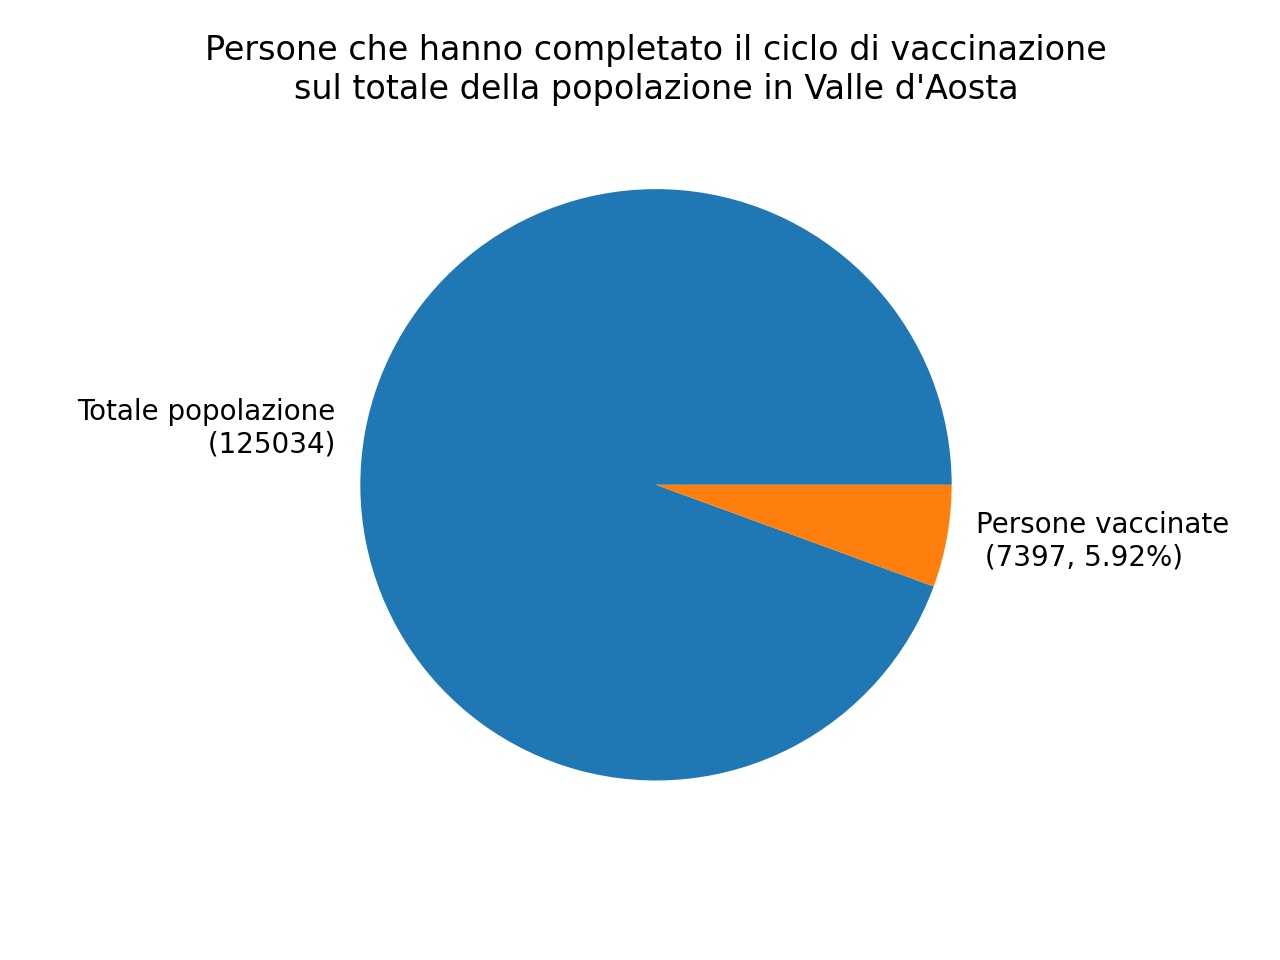 Persone che hanno completato il ciclo di vaccinazione
sul totale della popolazione in Valle d'Aosta
Totale popolazione
(125034)
Persone vaccinate
(7397, 5.92%)